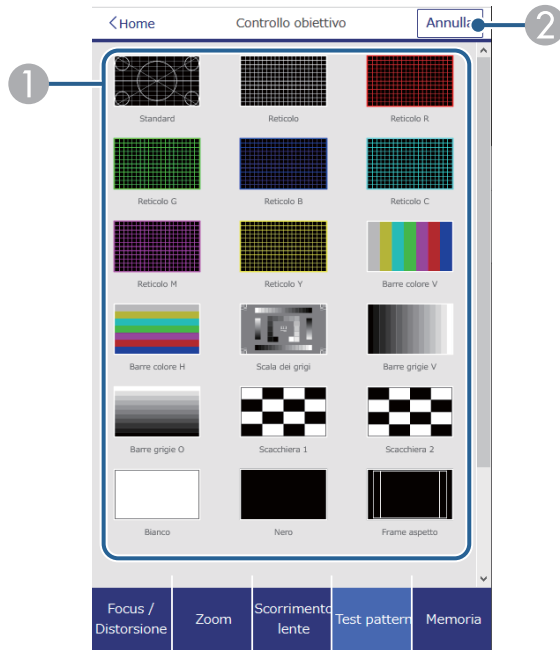 Home
Controllo obiettivo
Annulla
2
1
Standard
Reticolo
Reticolo R
Reticolo G
Reticolo B
Reticolo C
Reticolo M
Reticolo Y
Barre colore V
Barre colore H
Scala dei grigi
Barre grigie V
Barre grigie O
Scacchiera 1
Scacchiera 2
Bianco
Nero
Frame aspetto
Focus /
Distorsione
Zoom
Scorrimento
lente
Test pattern
Memoria